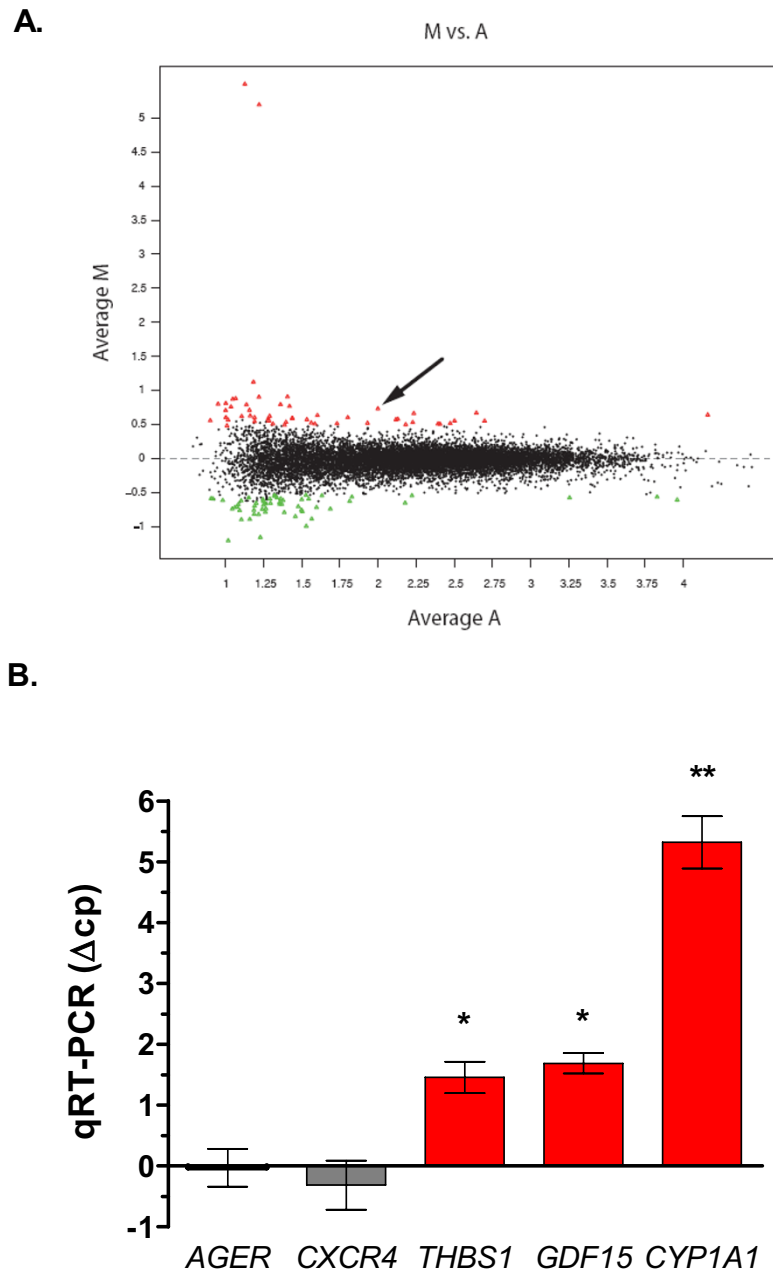 A.
M vs. A
5
4.5
4
3.5
3
2.5
2
1.5
1
0.5
0
−0.5
−1
Average M
1 1.25 1.5 1.75 2 2.25 2.5 2.75 3 3.25 3.5 3.75 4
Average A
B.
qRT-PCR (Δcp)
6
5
4
3
2
1
0
-1
* * **
AGER CXCR4 THBS1 GDF15 CYP1A1